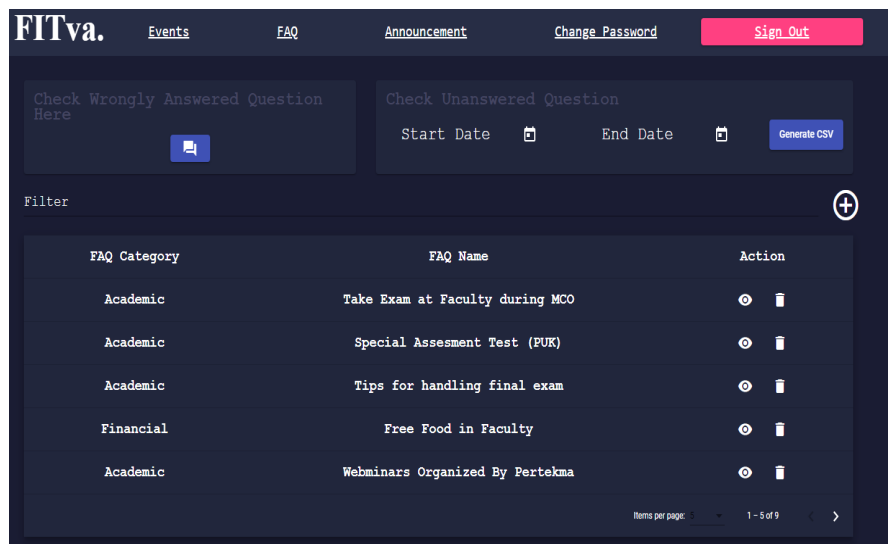 FITva. Events FAQ Announcement Change Password Sign Out
Check Wrongly Answered Question
Here
Check Unanswered Question
Start Date End Date Generate CSV
Filter
FAQ Category FAQ Name Action
Academic Take Exam at Faculty during MCO
Academic Special Assesment Test (PUK)
Academic Tips for handling final exam
Financial Free Food in Faculty
Academic Webminars Organized By Pertekma
Items per page: 5 1 – 5 of 9